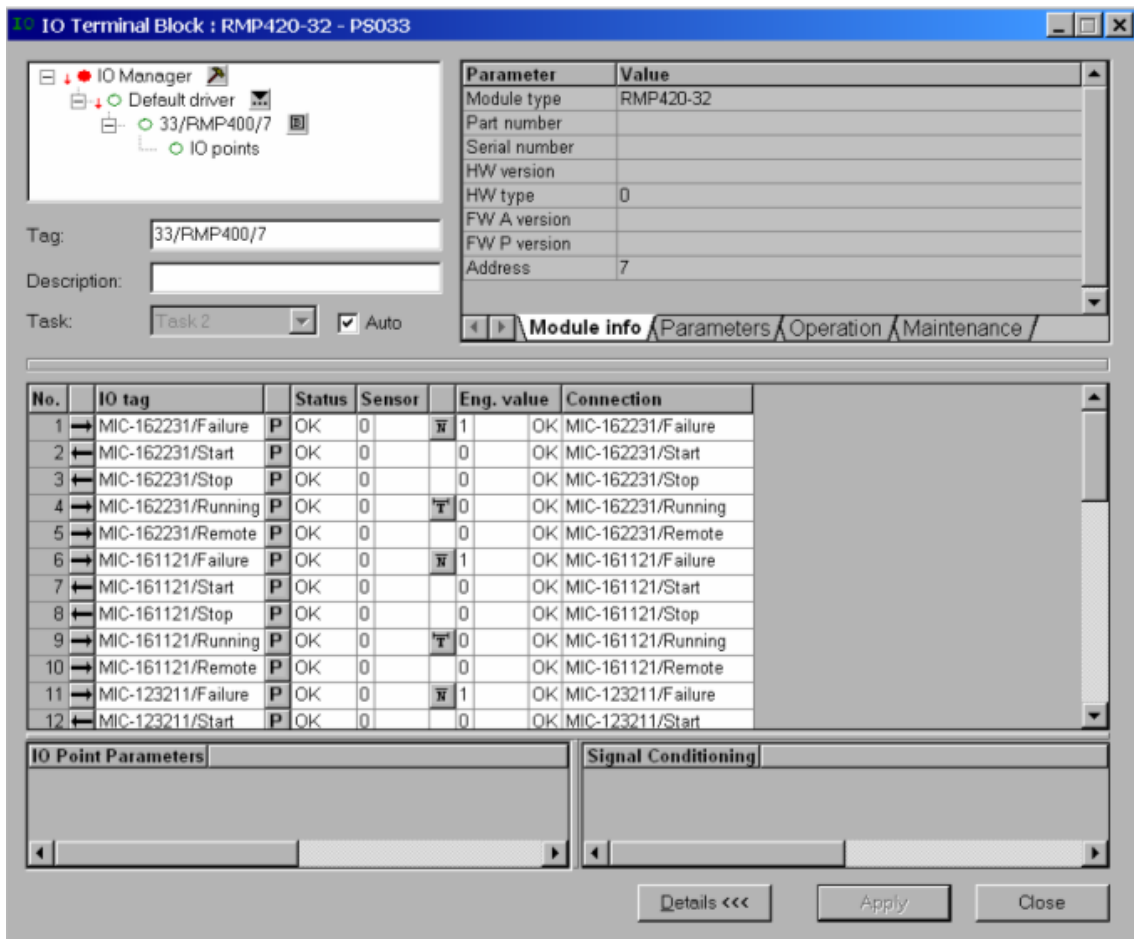 IO IO Terminal Block : RMP420-32 - PS033
IO Manager
Default driver
33/RMP400/7
IO points
Tag: 33/RMP400/7
Description:
Task: Task 2 Auto
Parameter Value
Module type RMP420-32
Part number
Serial number
HW version
HW type 0
FW A version
FW P version
Address 7
Module info Parameters Operation Maintenance
No. IO tag Status Sensor Eng. value Connection
1 MIC-162231/Failure P OK 0 N 1 OK MIC-162231/Failure
2 MIC-162231/Start P OK 0 0 OK MIC-162231/Start
3 MIC-162231/Stop P OK 0 0 OK MIC-162231/Stop
4 MIC-162231/Running P OK 0 T 0 OK MIC-162231/Running
5 MIC-162231/Remote P OK 0 0 OK MIC-162231/Remote
6 MIC-161121/Failure P OK 0 N 1 OK MIC-161121/Failure
7 MIC-161121/Start P OK 0 0 OK MIC-161121/Start
8 MIC-161121/Stop P OK 0 0 OK MIC-161121/Stop
9 MIC-161121/Running P OK 0 T 0 OK MIC-161121/Running
10 MIC-161121/Remote P OK 0 0 OK MIC-161121/Remote
11 MIC-123211/Failure P OK 0 N 1 OK MIC-123211/Failure
12 MIC-123211/Start P OK 0 0 OK MIC-123211/Start
IO Point Parameters Signal Conditioning
Details <<< Apply Close